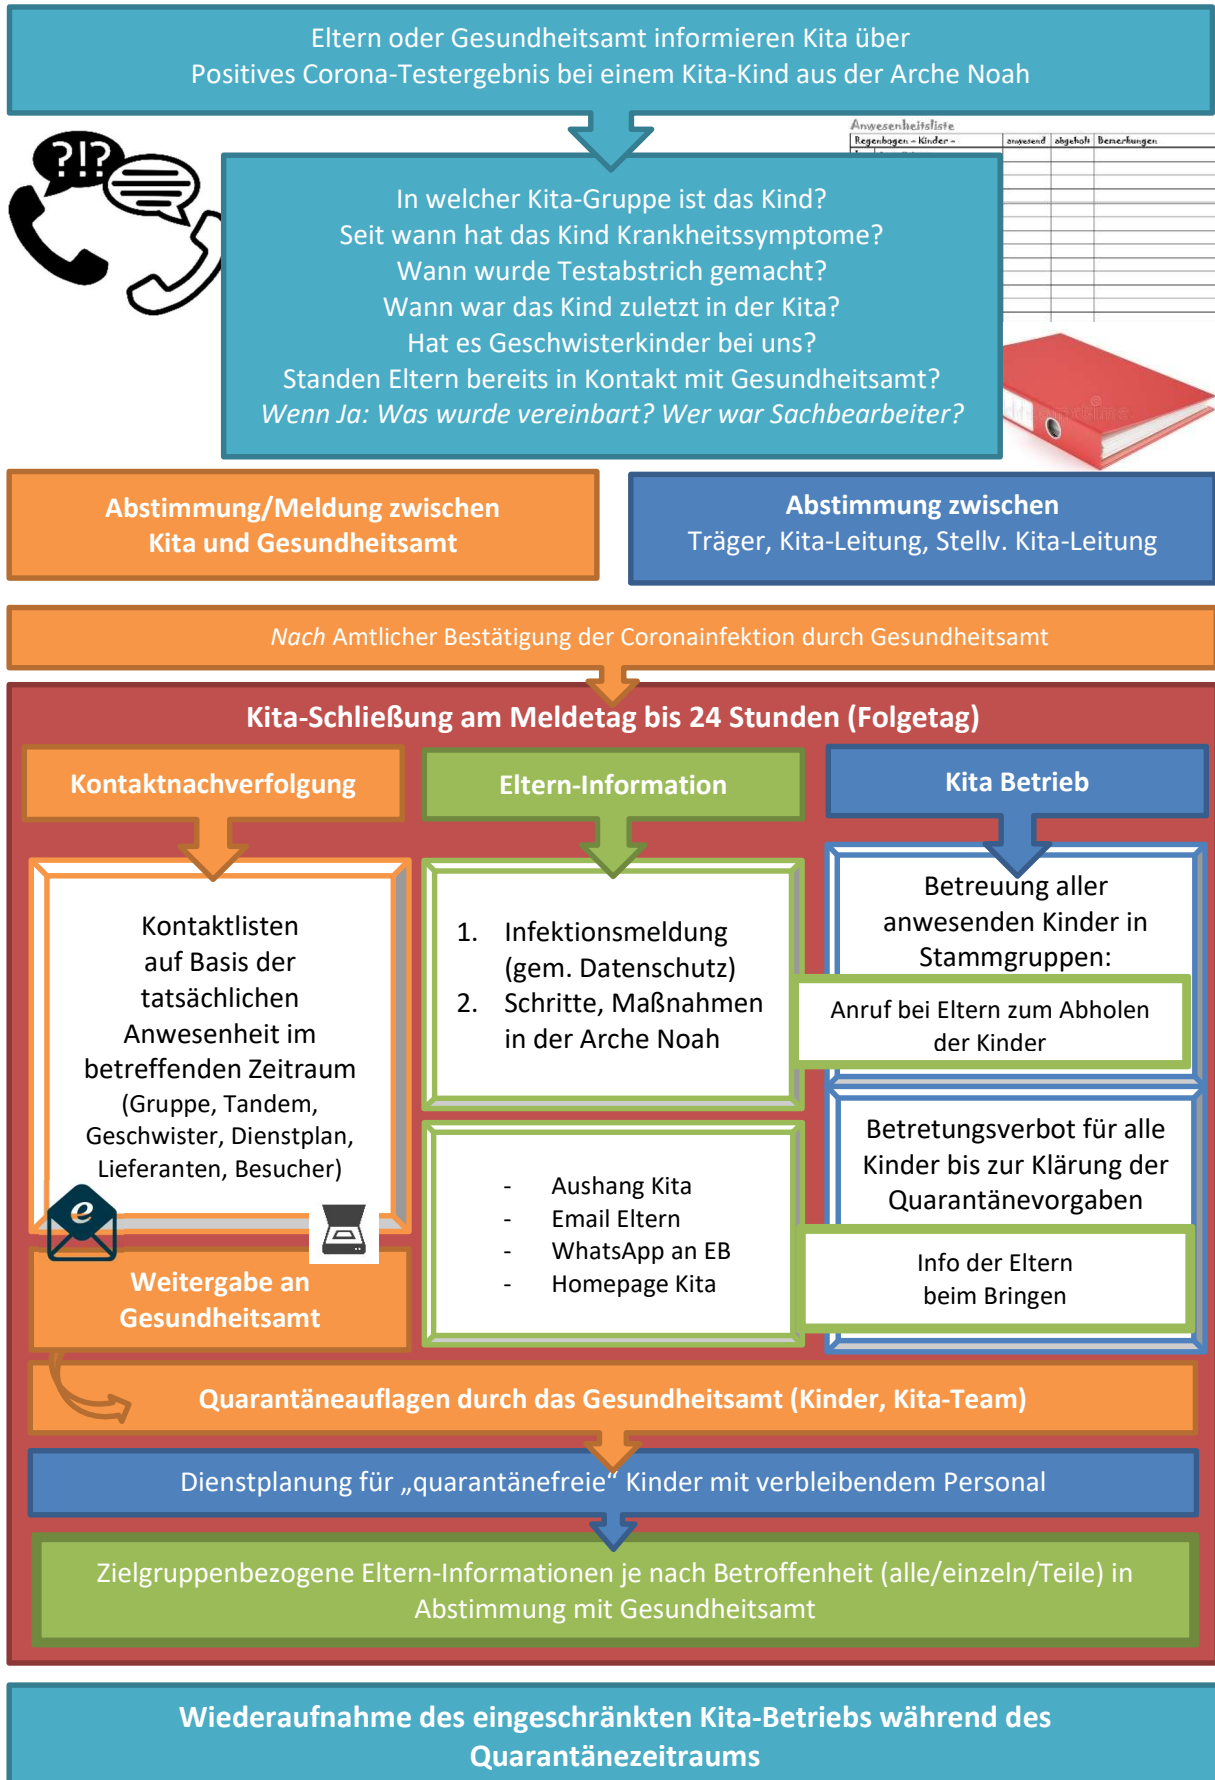 Eltern oder Gesundheitsamt informieren Kita über
Positives Corona-Testergebnis bei einem Kita-Kind aus der Arche Noah
?!?
Anwesenheitsliste
Regenbogen - Kinder -
anwesend
abgeholt
Bemerkungen
In welcher Kita-Gruppe ist das Kind?
Seit wann hat das Kind Krankheitssymptome?
Wann wurde Testabstrich gemacht?
Wann war das Kind zuletzt in der Kita?
Hat es Geschwisterkinder bei uns?
Standen Eltern bereits in Kontakt mit Gesundheitsamt?
Wenn Ja: Was wurde vereinbart? Wer war Sachbearbeiter?
Abstimmung/Meldung zwischen
Kita und Gesundheitsamt
Abstimmung zwischen
Träger, Kita-Leitung, Stellv. Kita-Leitung
Nach Amtlicher Bestätigung der Coronainfektion durch Gesundheitsamt
Kita-Schließung am Meldetag bis 24 Stunden (Folgetag)
Kontaktnachverfolgung
Kontaktlisten
auf Basis der
tatsächlichen
Anwesenheit im
betreffenden Zeitraum
(Gruppe, Tandem,
Geschwister, Dienstplan,
Lieferanten, Besucher)
e
Weitergabe an
Gesundheitsamt
Eltern-Information
1. Infektionsmeldung
(gem. Datenschutz)
2. Schritte, Maßnahmen
in der Arche Noah
- Aushang Kita
- Email Eltern
- WhatsApp an EB
- Homepage Kita
Kita Betrieb
Betreuung aller
anwesenden Kinder in
Stammgruppen:
Anruf bei Eltern zum Abholen
der Kinder
Betretungsverbot für alle
Kinder bis zur Klärung der
Quarantänevorgaben
Info der Eltern
beim Bringen
Quarantäneauflagen durch das Gesundheitsamt (Kinder, Kita-Team)
Dienstplanung für „quarantänefreie“ Kinder mit verbleibendem Personal
Zielgruppenbezogene Eltern-Informationen je nach Betroffenheit (alle/einzeln/Teile) in
Abstimmung mit Gesundheitsamt
Wiederaufnahme des eingeschränkten Kita-Betriebs während des
Quarantänezeitraums